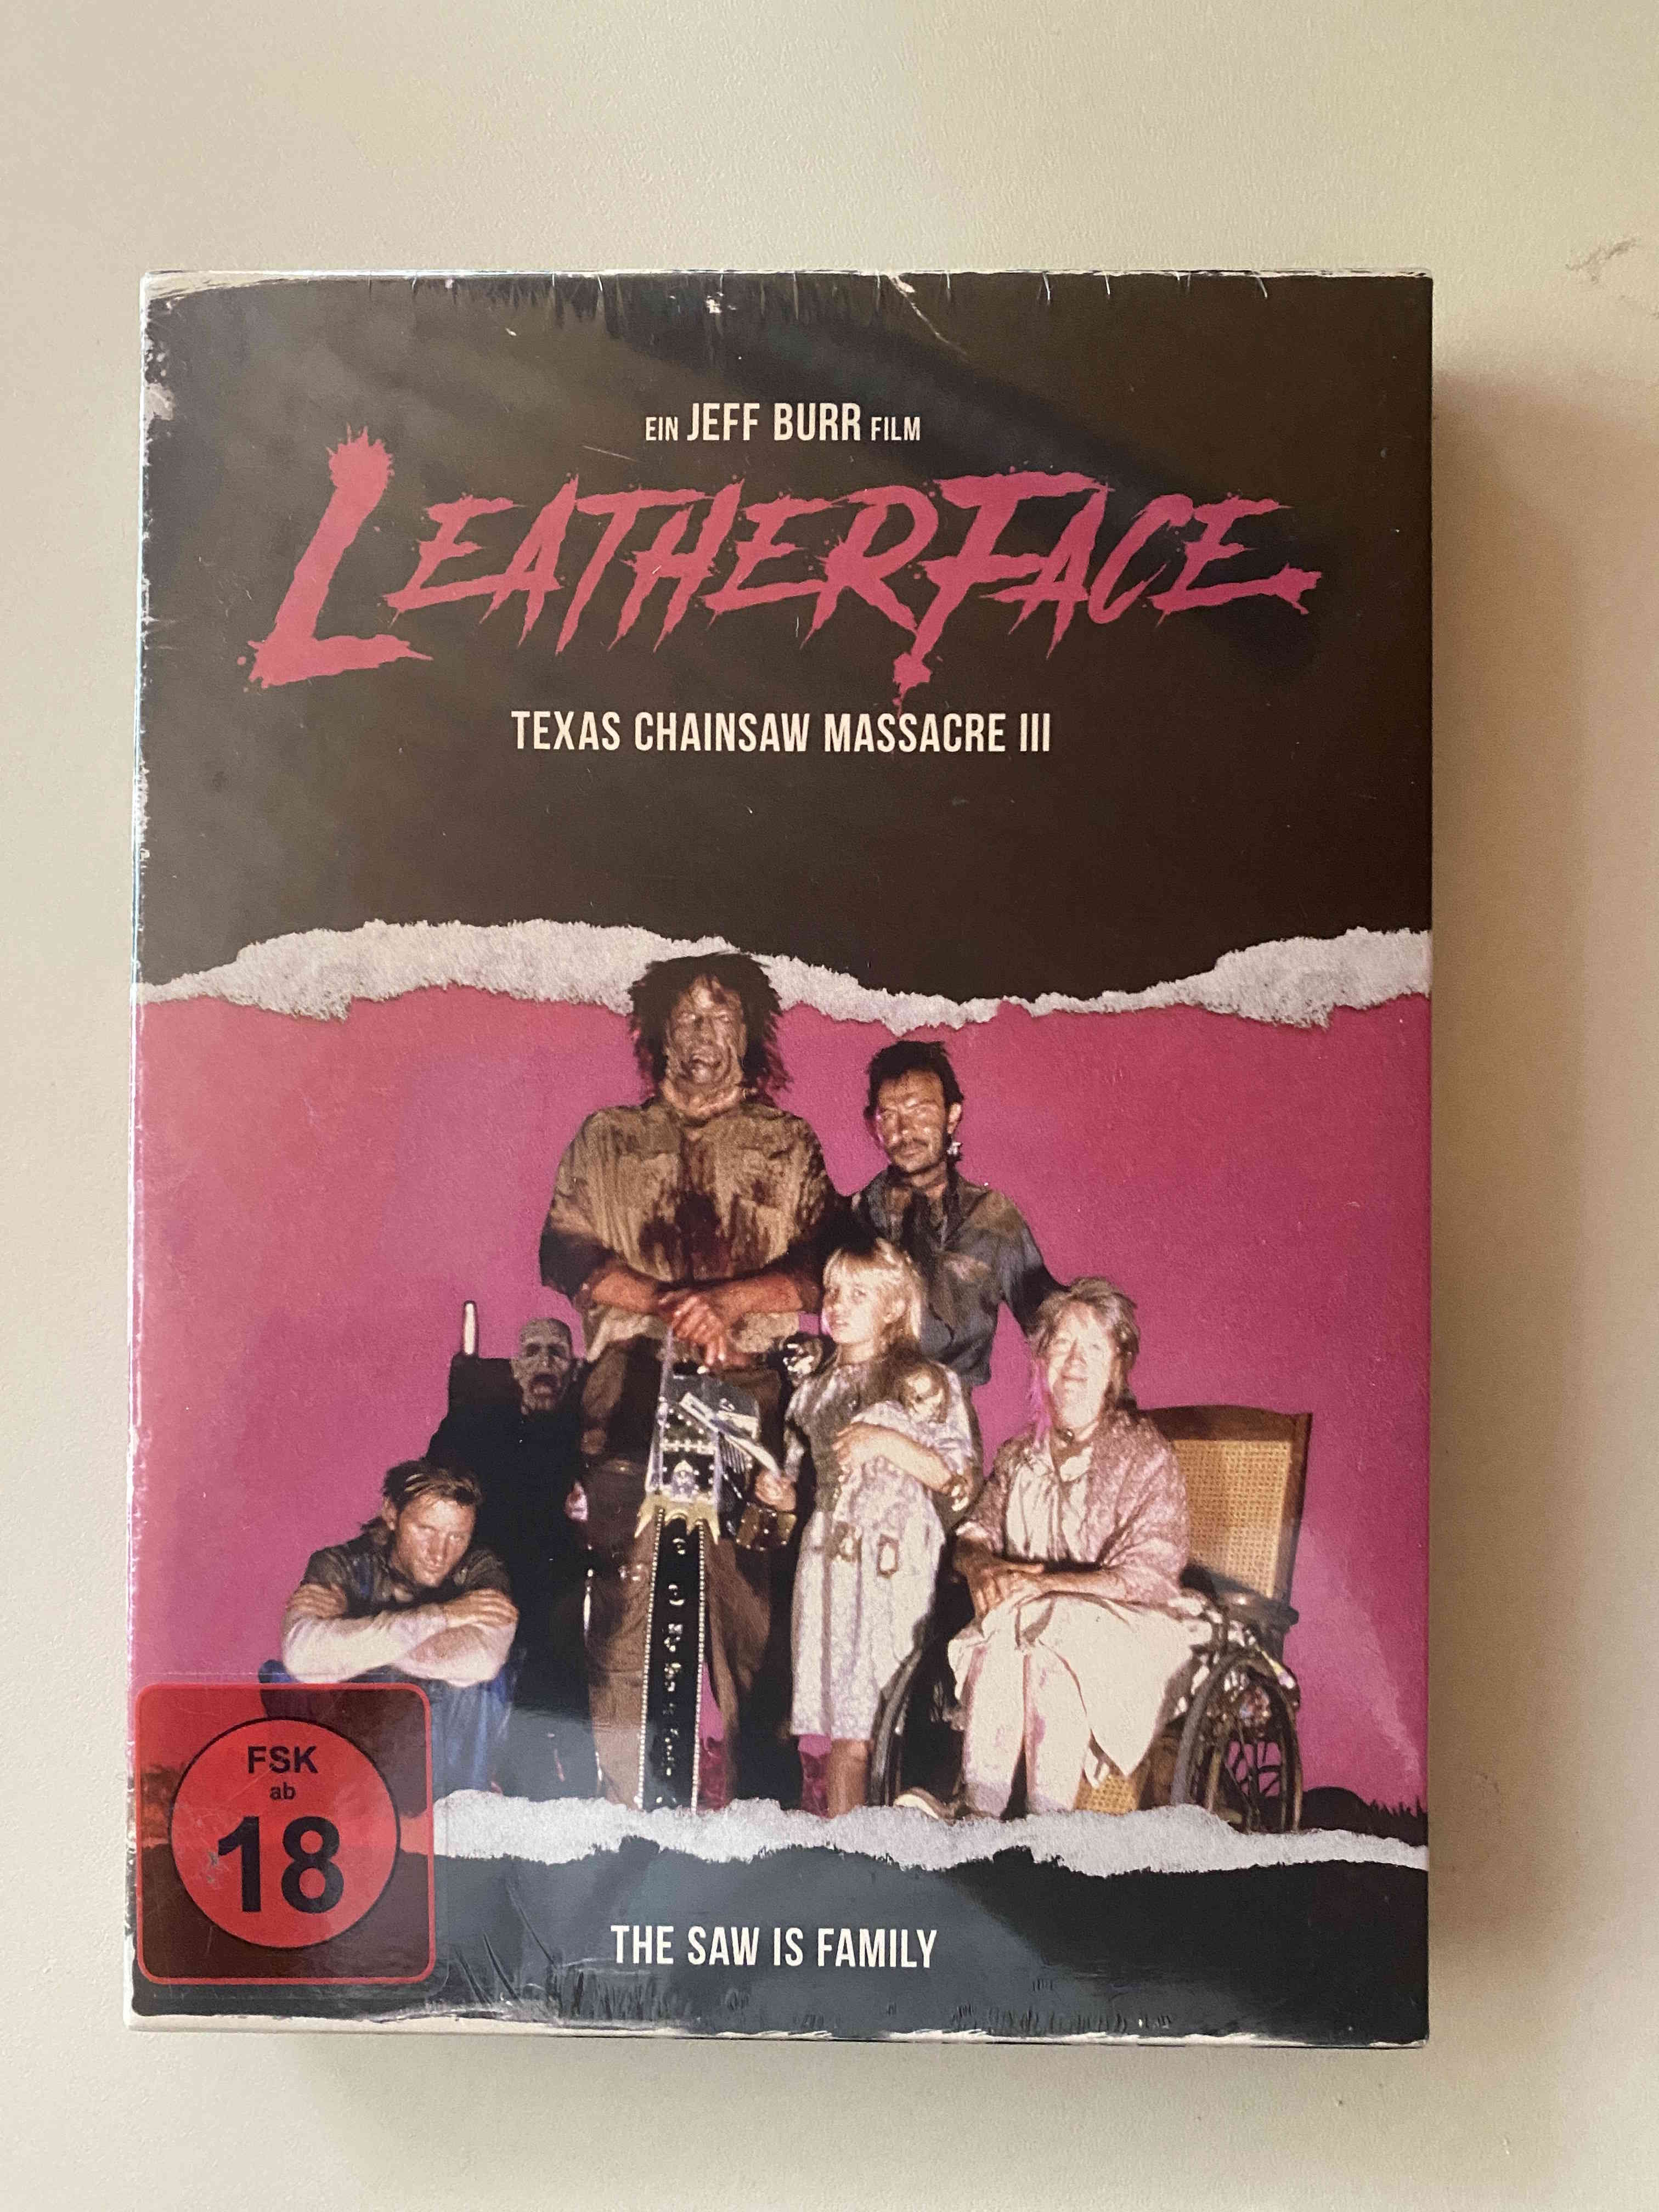 EIN JEFF BURR FILM
LEATHERFACE
TEXAS CHAINSAW MASSACRE III
FSK
ab
18
THE SAW IS FAMILY